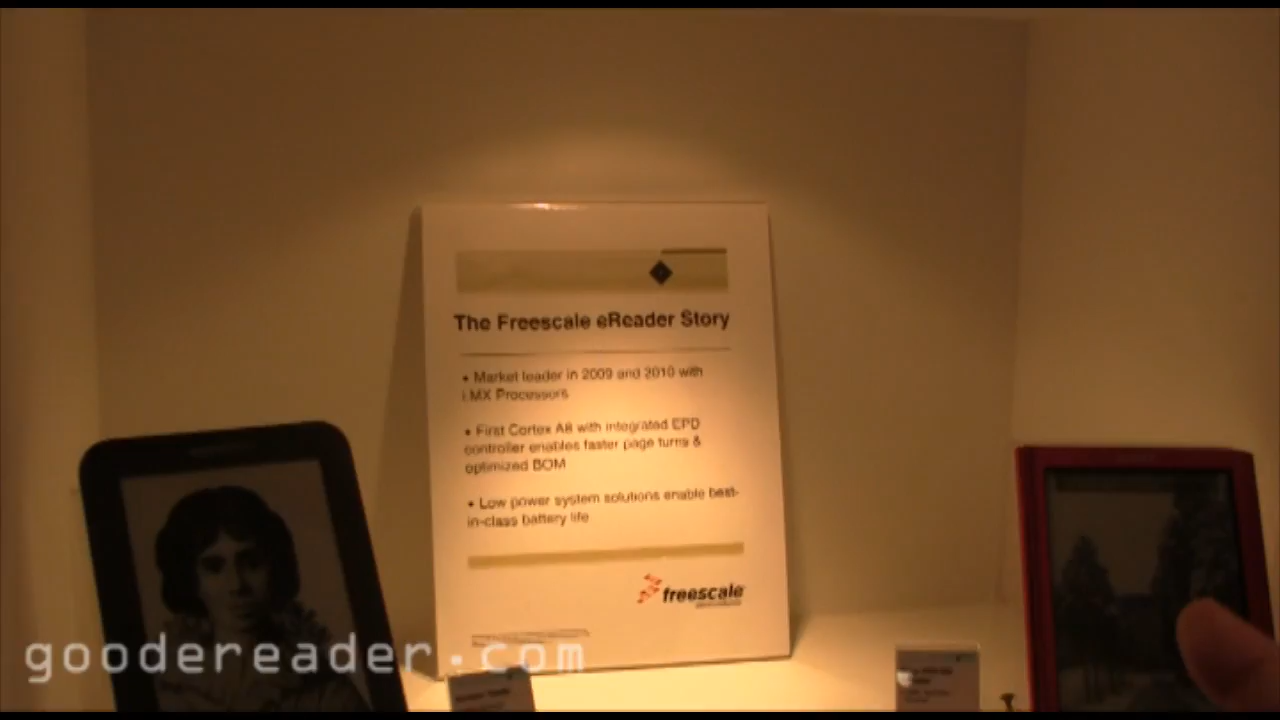 The Freescale eReader Story
• Market leader in 2009 and 2010 with
i.MX Processors
• First Cortex A8 with integrated EPD
controller enables faster page turns &
optimized BOM
• Low power system solutions enable best-
in-class battery life
freescale
goodereader.com